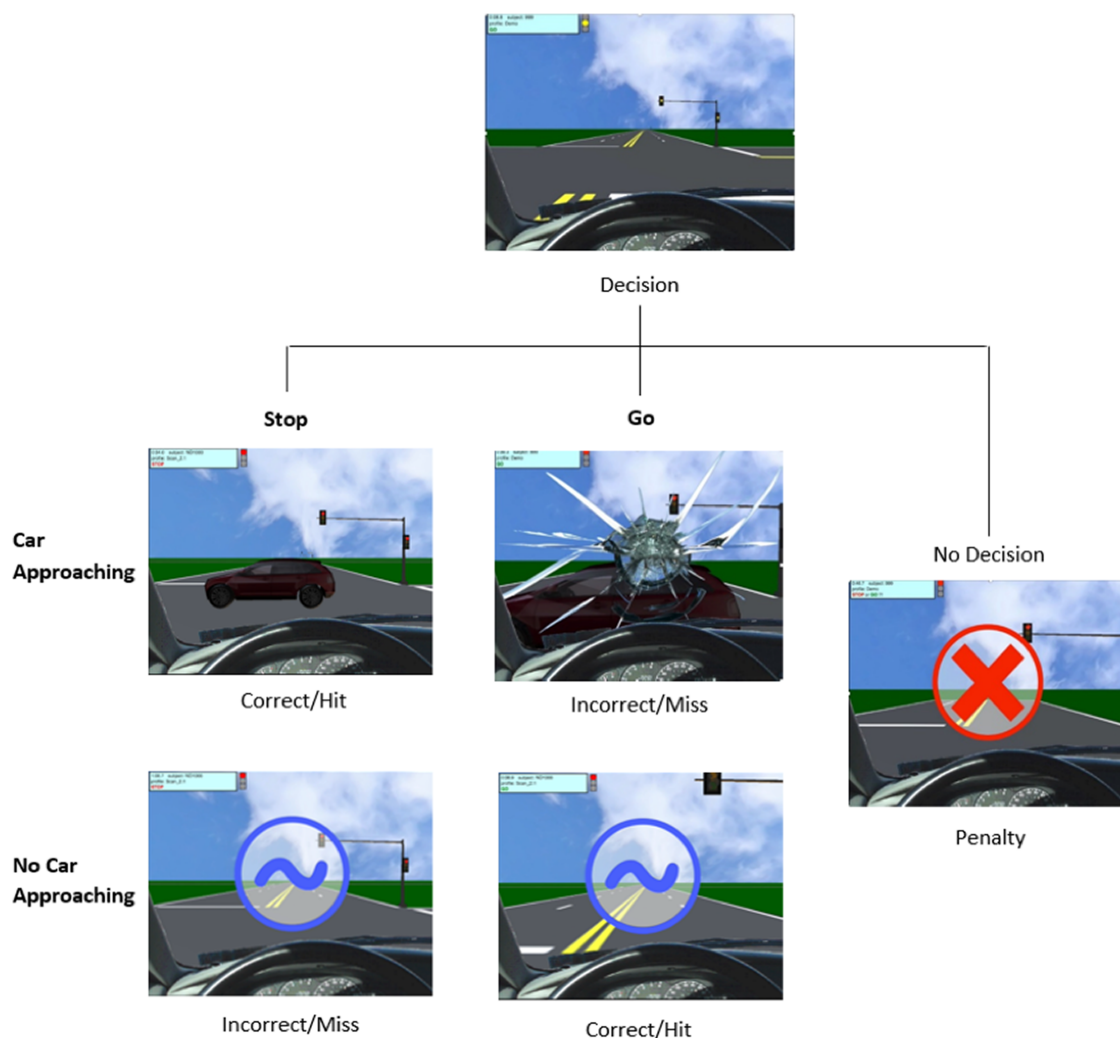 Decision
Stop
Go
Car
Approaching
No Decision
Correct/Hit
Incorrect/Miss
Penalty
No Car
Approaching
Incorrect/Miss
Correct/Hit